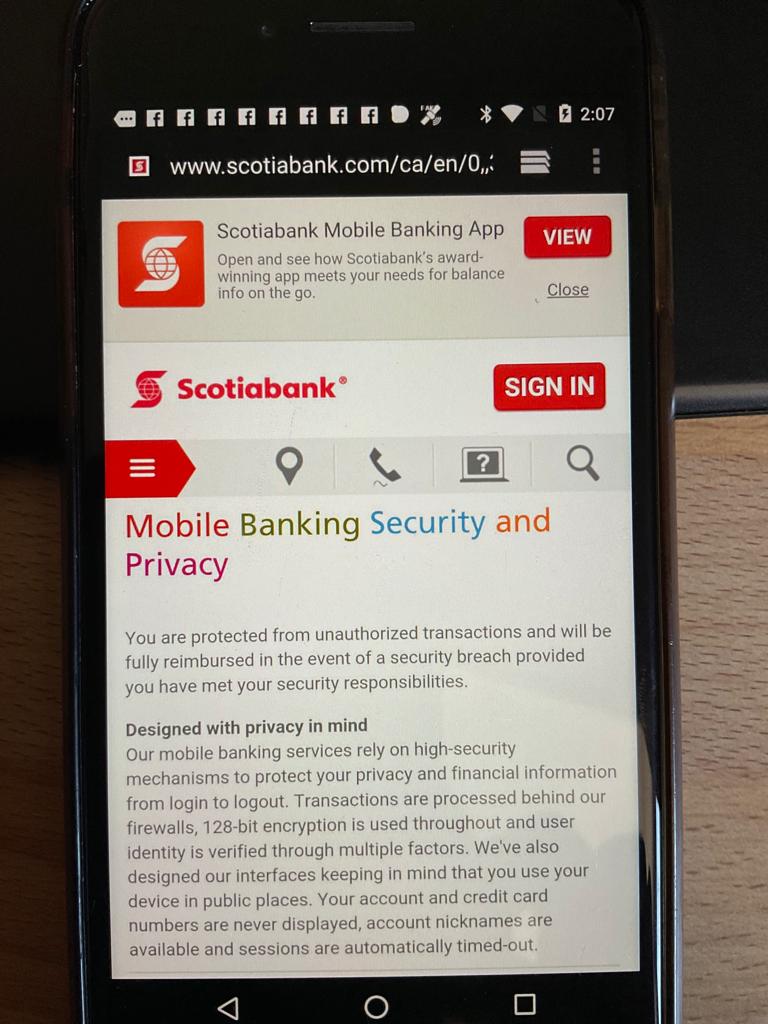 FAKE
2:07
www.scotiabank.com/ca/en/0,,
Scotiabank Mobile Banking App
VIEW
Open and see how Scotiabank's award-
winning app meets your needs for balance
info on the go.
Close
Scotiabank®
SIGN IN
?
Mobile Banking Security and
Privacy
You are protected from unauthorized transactions and will be
fully reimbursed in the event of a security breach provided
you have met your security responsibilities.
Designed with privacy in mind
Our mobile banking services rely on high-security
mechanisms to protect your privacy and financial information
from login to logout. Transactions are processed behind our
firewalls, 128-bit encryption is used throughout and user
identity is verified through multiple factors. We've also
designed our interfaces keeping in mind that you use your
device in public places. Your account and credit card
numbers are never displayed, account nicknames are
available and sessions are automatically timed-out.